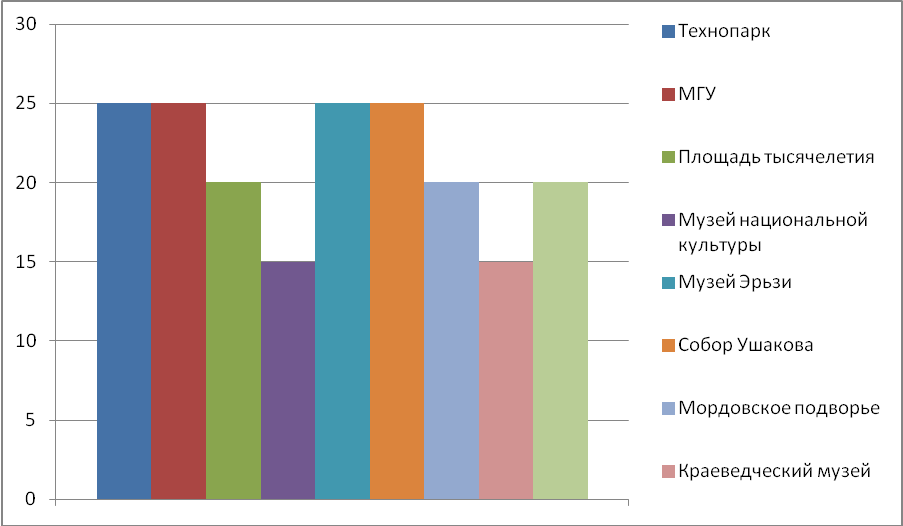 30
25
20
15
10
5
0
Технопарк
МГУ
Площадь тысячелетия
Музей национальной
культуры
Музей Эрьзи
Собор Ушакова
Мордовское подворье
Краеведческий музей